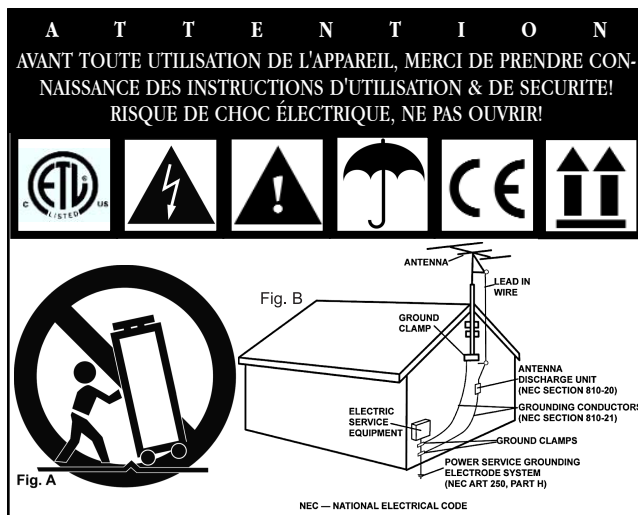 A T T E N T I O N
AVANT TOUTE UTILISATION DE L'APPAREIL, MERCI DE PRENDRE CON-
NAISSANCE DES INSTRUCTIONS D'UTILISATION & DE SECURITE!
RISQUE DE CHOC ÉLECTRIQUE, NE PAS OUVRIR!
ETL ®
C US
LISTED
CE
Fig. A
Fig. B
ANTENNA
LEAD IN
WIRE
GROUND
CLAMP
ANTENNA
DISCHARGE UNIT
(NEC SECTION 810-20)
ELECTRIC
SERVICE
EQUIPMENT
GROUNDING CONDUCTORS
(NEC SECTION 810-21)
GROUND CLAMPS
POWER SERVICE GROUNDING
ELECTRODE SYSTEM
(NEC ART 250, PART H)
NEC — NATIONAL ELECTRICAL CODE